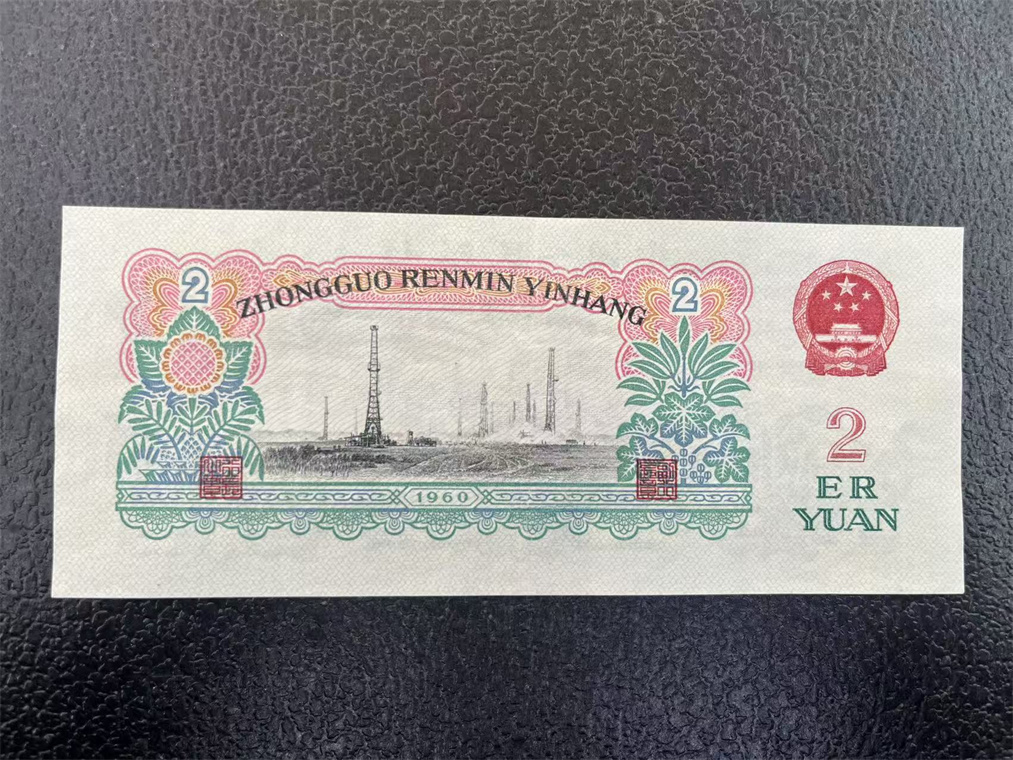 ZHONGGUO RENMIN YINHANG
2
2
1960
2
ER
YUAN